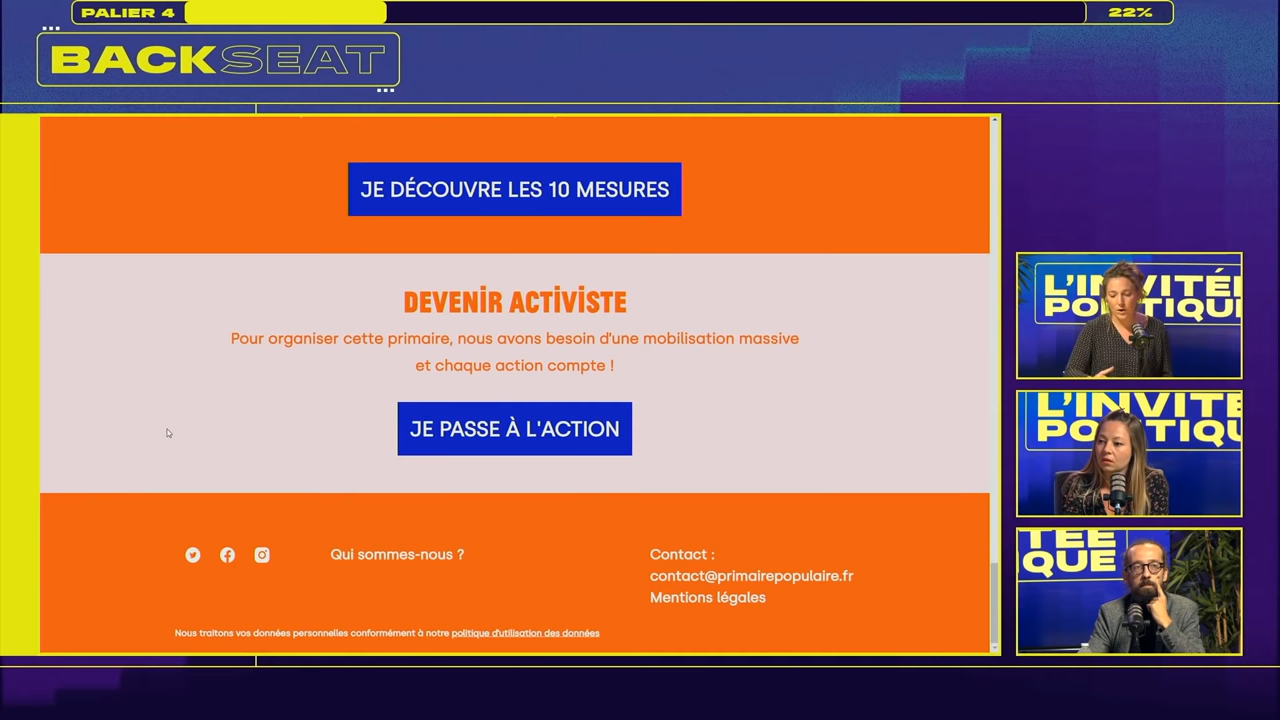 PALIER 4
22%
BACKSEAT
JE DÉCOUVRE LES 10 MESURES
DEVENIR ACTIVISTE
Pour organiser cette primaire, nous avons besoin d'une mobilisation massive
et chaque action compte !
JE PASSE À L'ACTION
Qui sommes-nous ?
Contact :
contact@primairepopulaire.fr
Mentions légales
Nous traitons vos données personnelles conformément à notre politique d'utilisation des données
L'INVITÉ
POLITIQU
L'INVITÉ
POLITIQU
TÉE
QUE